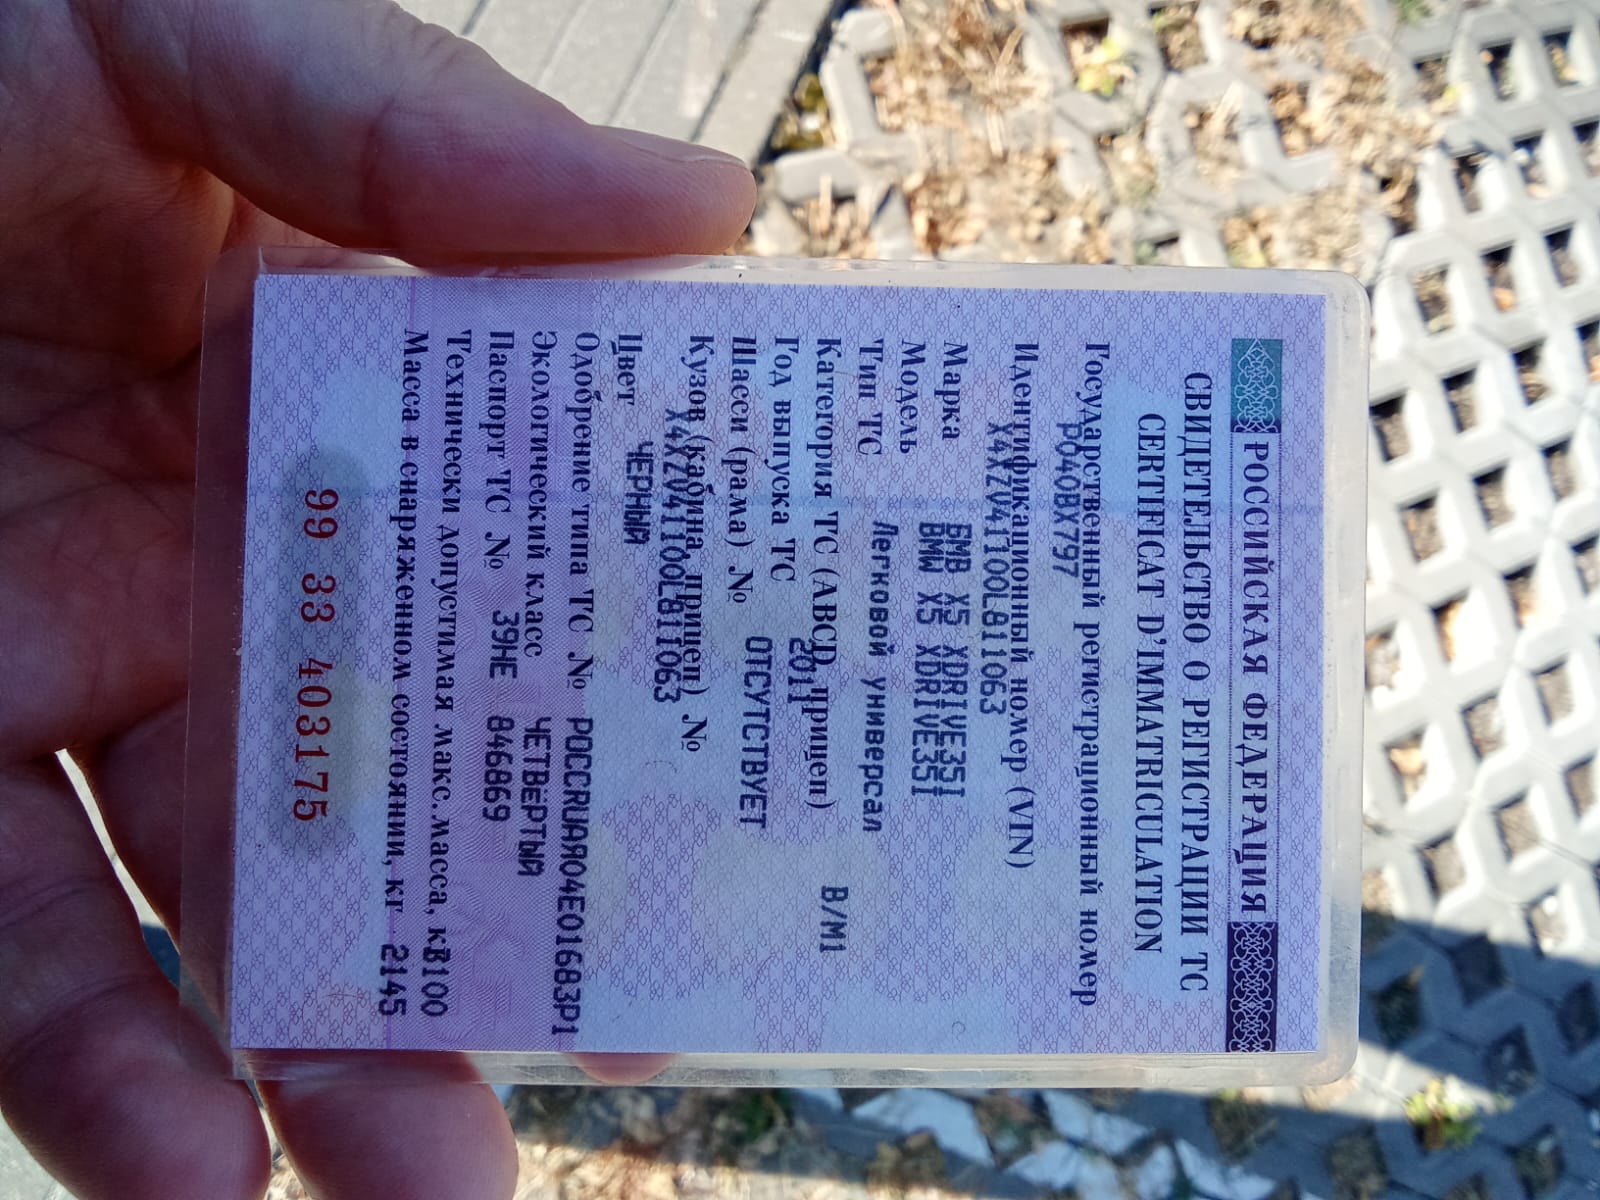 РОССИЙСКАЯ ФЕДЕРАЦИЯ
СВИДЕТЕЛЬСТВО О РЕГИСТРАЦИИ ТС
CERTIFICAT D'IMMATRICULATION
Государственный регистрационный номер
Р040ВХ797
Идентификационный номер (VIN)
X4XZV41100L811063
Марка БМВ X5 XDRIVE35I
Модель BMW X5 XDRIVE35I
Тип ТС Легковой универсал
Категория ТС (ABCD, прицеп) B/M1
Год выпуска ТС 2011
Шасси (рама) № ОТСУТСТВУЕТ
Кузов (кабина, прицеп) №
X4XZV41100L811063
Цвет ЧЕРНЫЙ
Одобрение типа ТС № РОССRUAЯ04Е01683Р1
Экологический класс ЧЕТВЕРТЫЙ
Паспорт ТС № 39НЕ 846869
Технически допустимая макс.масса, кг 3100
Масса в снаряженном состоянии, кг 2145
99 33 403175